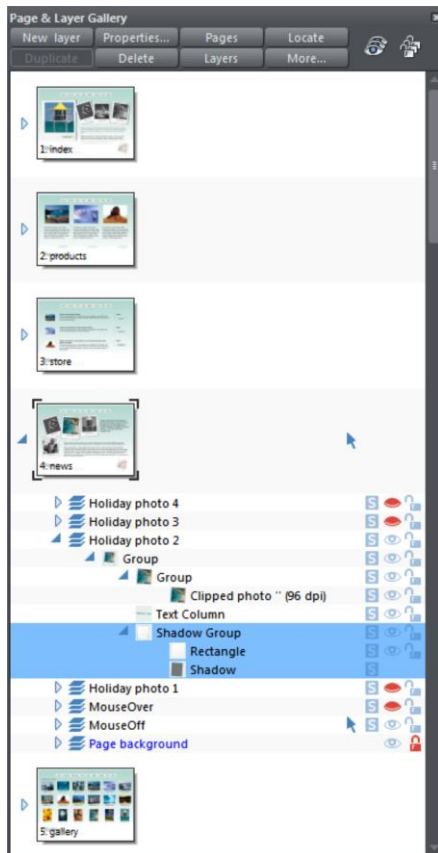 Page & Layer Gallery
New layer Properties... Pages Locate
Duplicate Delete Layers More...
1: index
2: products
3: store
4: news
Holiday photo 4 S
Holiday photo 3 S
Holiday photo 2 S
Group S
Group S
Clipped photo '' (96 dpi) S
Text Column S
Shadow Group S
Rectangle S
Shadow S
Holiday photo 1 S
MouseOver S
MouseOff S
Page background
5: gallery